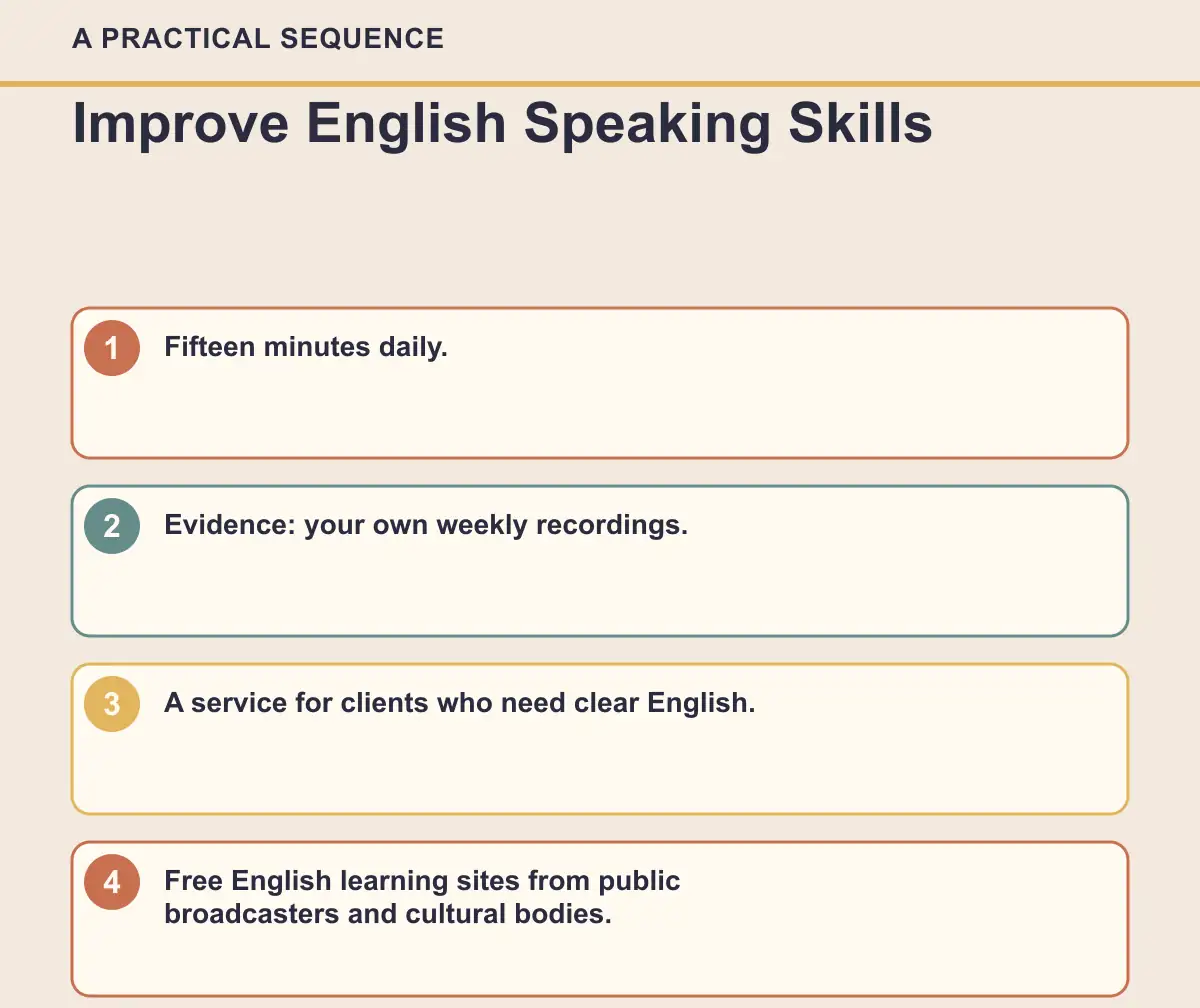 A PRACTICAL SEQUENCE
Improve English Speaking Skills
1
Fifteen minutes daily.
2
Evidence: your own weekly recordings.
3
A service for clients who need clear English.
4
Free English learning sites from public
broadcasters and cultural bodies.